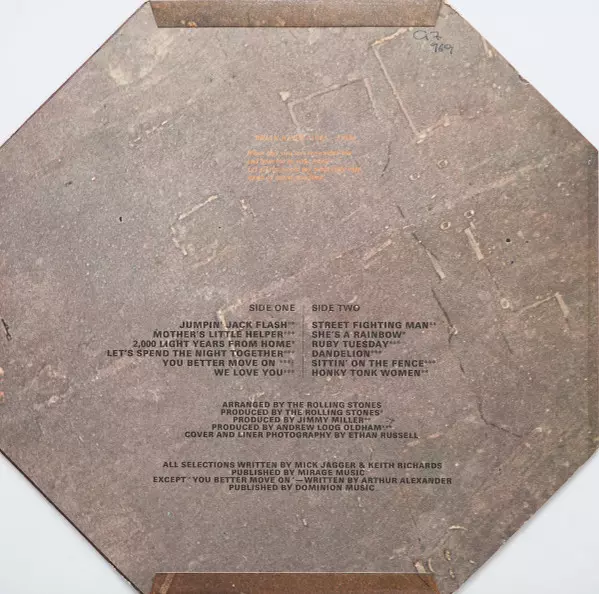 SIDE ONE
JUMPIN' JACK FLASH**
MOTHER'S LITTLE HELPER***
2,000 LIGHT YEARS FROM HOME*
LET'S SPEND THE NIGHT TOGETHER***
YOU BETTER MOVE ON ***
WE LOVE YOU***
SIDE TWO
STREET FIGHTING MAN**
SHE'S A RAINBOW*
RUBY TUESDAY***
DANDELION***
SITTIN' ON THE FENCE***
HONKY TONK WOMEN**
ARRANGED BY THE ROLLING STONES
PRODUCED BY THE ROLLING STONES*
PRODUCED BY JIMMY MILLER**
PRODUCED BY ANDREW LOOG OLDHAM***
COVER AND LINER PHOTOGRAPHY BY ETHAN RUSSELL
ALL SELECTIONS WRITTEN BY MICK JAGGER & KEITH RICHARDS
PUBLISHED BY MIRAGE MUSIC
EXCEPT 'YOU BETTER MOVE ON'—WRITTEN BY ARTHUR ALEXANDER
PUBLISHED BY DOMINION MUSIC